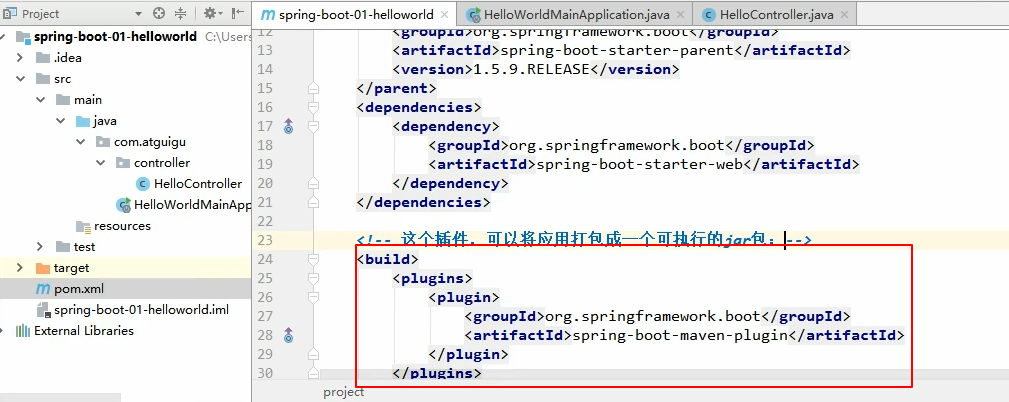 Project
spring-boot-01-helloworld C:\Users
.idea
src
main
java
com.atguigu
controller
HelloController
HelloWorldMainApp
resources
test
target
pom.xml
spring-boot-01-helloworld.iml
External Libraries
spring-boot-01-helloworld
HelloWorldMainApplication.java
HelloController.java
12 <groupId>org.springframework.boot</groupId>
13 <artifactId>spring-boot-starter-parent</artifactId>
14 <version>1.5.9.RELEASE</version>
15 </parent>
16 <dependencies>
17 <dependency>
18 <groupId>org.springframework.boot</groupId>
19 <artifactId>spring-boot-starter-web</artifactId>
20 </dependency>
21 </dependencies>
22
23 <!-- 这个插件，可以将应用打包成一个可执行的jar包；-->
24 <build>
25 <plugins>
26 <plugin>
27 <groupId>org.springframework.boot</groupId>
28 <artifactId>spring-boot-maven-plugin</artifactId>
29 </plugin>
30 </plugins>
project